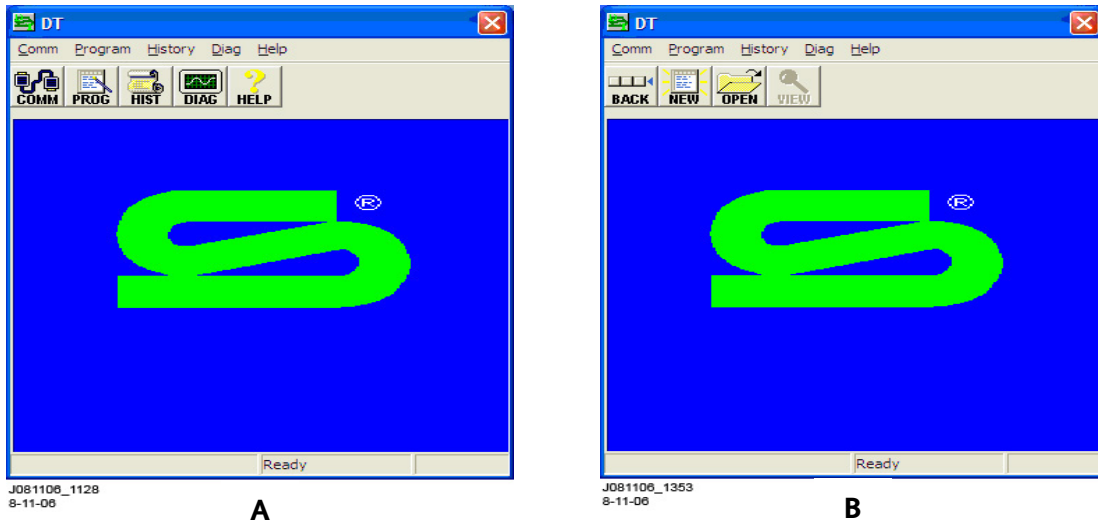 DT
Comm Program History Diag Help
COMM PROG HIST DIAG HELP
®
Ready
J081106_1128
8-11-06
A
DT
Comm Program History Diag Help
BACK NEW OPEN VIEW
®
Ready
J081106_1353
8-11-06
B